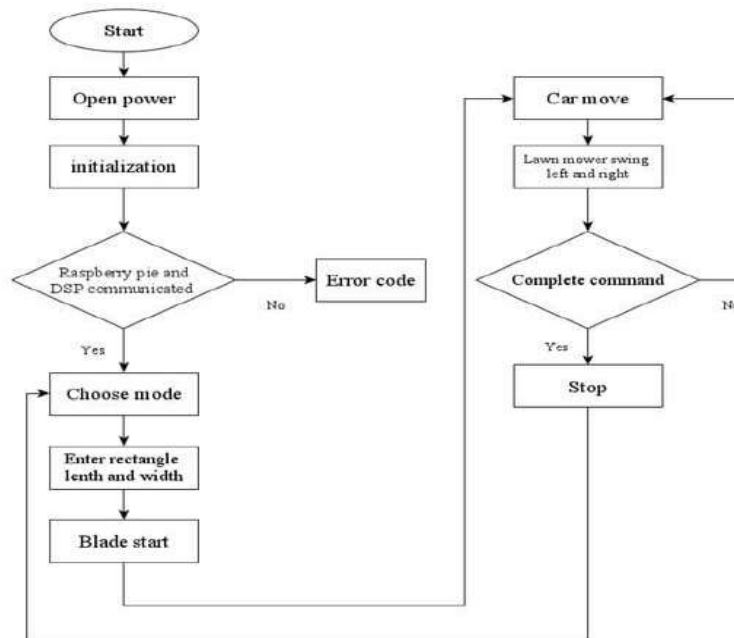 Start
Open power
initialization
Raspberry pie and
DSP communicated
No
Error code
Yes
Choose mode
Enter rectangle
lenth and width
Blade start
Car move
Lawn mower swing
left and right
Complete command
Yes
Stop